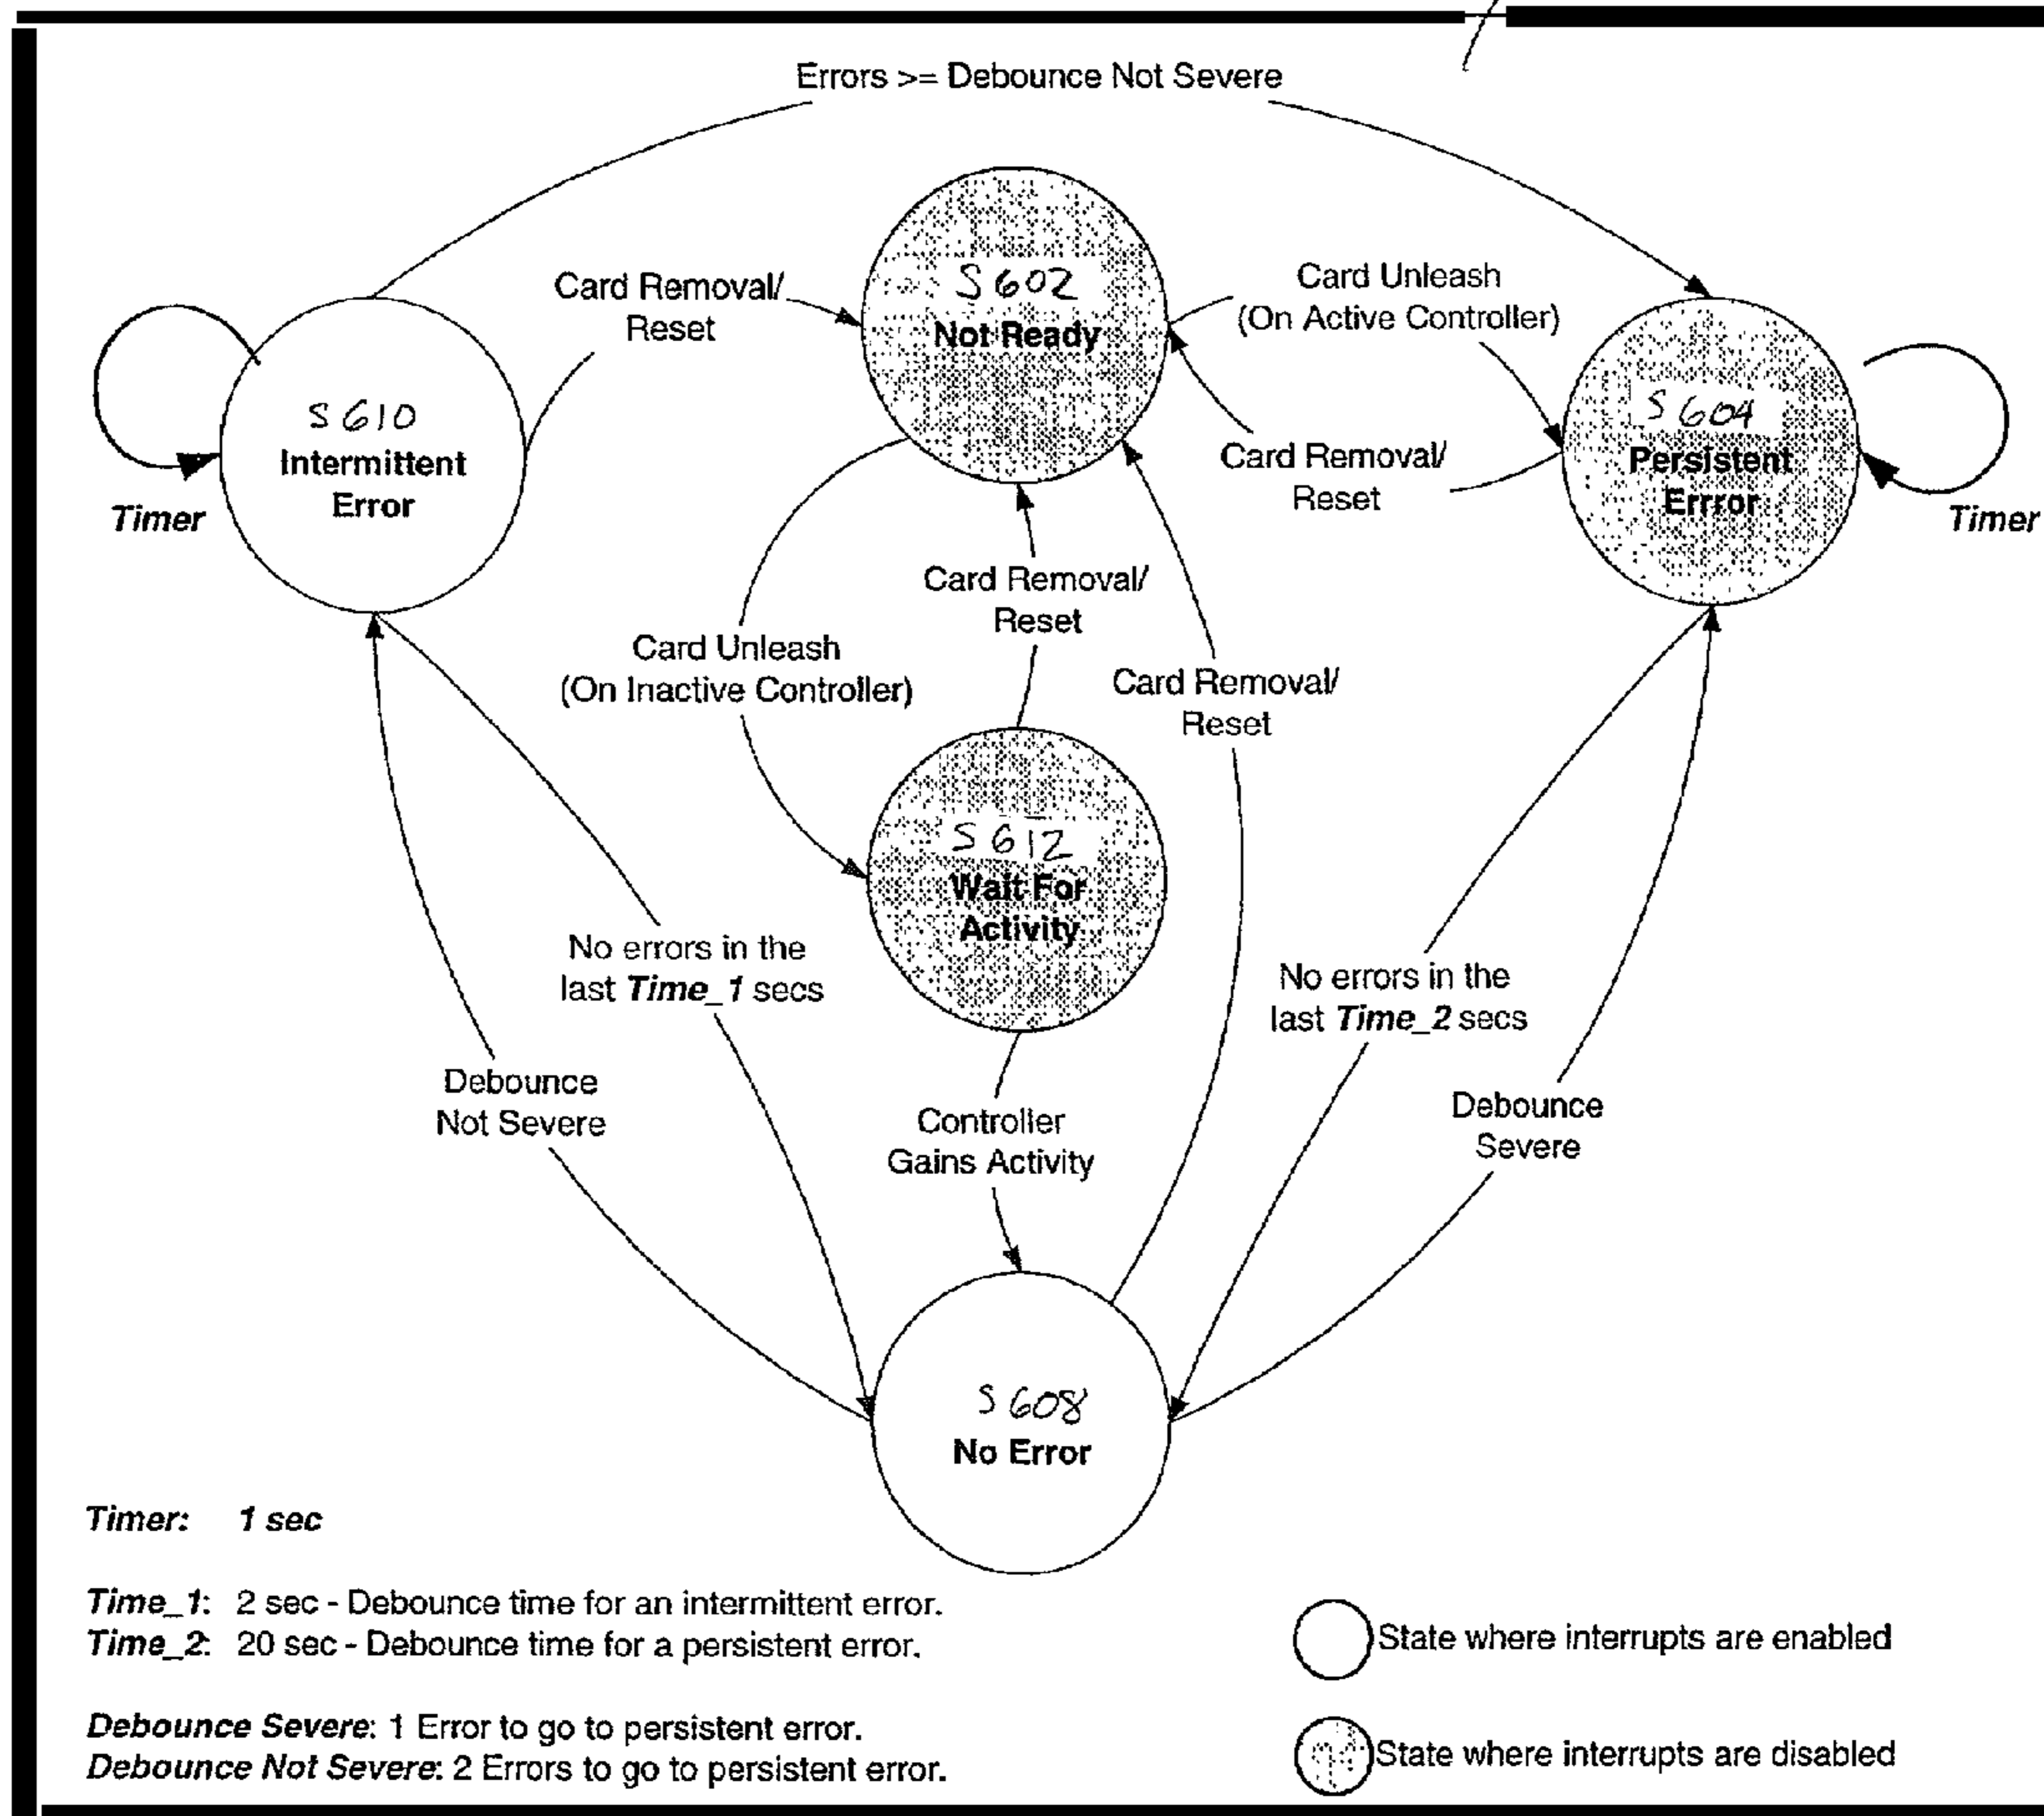 Errors >= Debounce Not Severe
Card Removal/
Reset
S602
Not Ready
Card Unleash
(On Active Controller)
S610
Intermittent
Error
Timer
Card Removal/
Reset
S604
Persistent
Errror
Timer
Card Removal/
Reset
Card Unleash
(On Inactive Controller)
Card Removal/
Reset
S612
Wait For
Activity
No errors in the
last Time_1 secs
No errors in the
last Time_2 secs
Debounce
Not Severe
Controller
Gains Activity
Debounce
Severe
S608
No Error
Timer: 1 sec
Time_1: 2 sec - Debounce time for an intermittent error.
Time_2: 20 sec - Debounce time for a persistent error.
Debounce Severe: 1 Error to go to persistent error.
Debounce Not Severe: 2 Errors to go to persistent error.
State where interrupts are enabled
State where interrupts are disabled